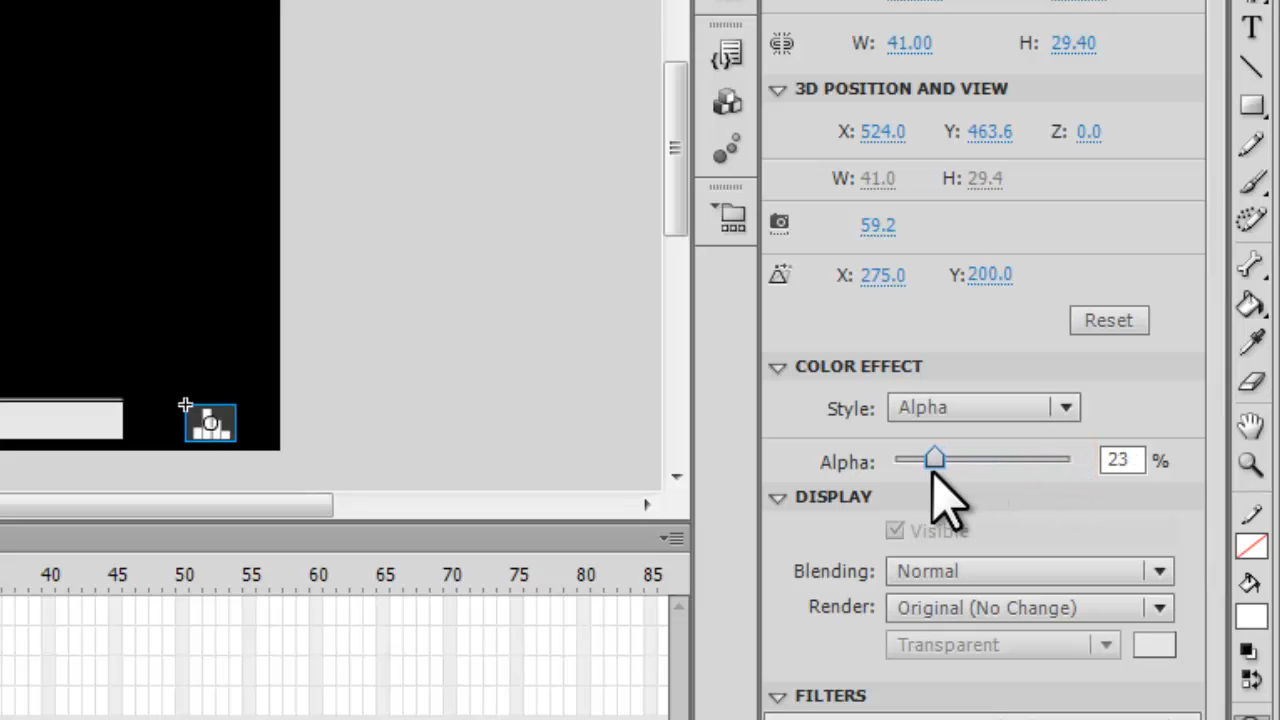 W: 41.00 H: 29.40
3D POSITION AND VIEW
X: 524.0 Y: 463.6 Z: 0.0
W: 41.0 H: 29.4
59.2
X: 275.0 Y: 200.0
Reset
COLOR EFFECT
Style: Alpha
Alpha: 23 %
DISPLAY
Visible
Blending: Normal
Render: Original (No Change)
Transparent
FILTERS
40 45 50 55 60 65 70 75 80 85
T